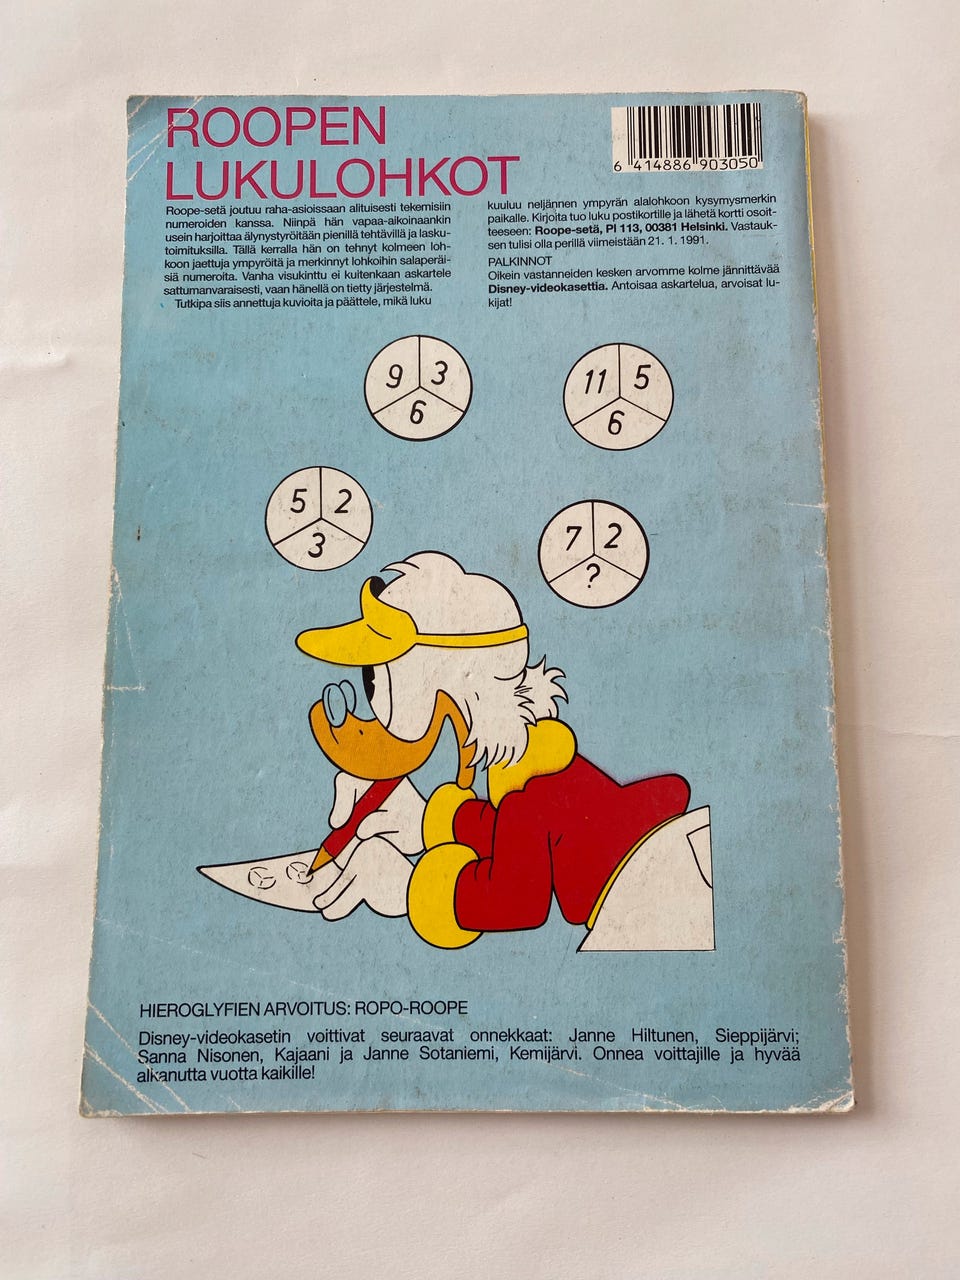 ROOPEN
LUKULOHKOT
6 414886 903050
Roope-setä joutuu raha-asioissaan alituisesti tekemisiin
numeroiden kanssa. Niinpä hän vapaa-aikoinaankin
usein harjoittaa älynystyröitään pienillä tehtävillä ja lasku-
toimituksilla. Tällä kerralla hän on tehnyt kolmeen loh-
koon jaettuja ympyröitä ja merkinnyt lohkoihin salaperäi-
siä numeroita. Vanha visukinttu ei kuitenkaan askartele
sattumanvaraisesti, vaan hänellä on tietty järjestelmä.
Tutkipa siis annettuja kuvioita ja päättele, mikä luku
kuuluu neljännen ympyrän alalohkoon kysymysmerkin
paikalle. Kirjoita tuo luku postikortille ja lähetä kortti osoit-
teeseen: Roope-setä, Pl 113, 00381 Helsinki. Vastauk-
sen tulisi olla perillä viimeistään 21. 1. 1991.
PALKINNOT
Oikein vastanneiden kesken arvomme kolme jännittävää
Disney-videokasettia. Antoisaa askartelua, arvoisat lu-
kijat!
9 3
6
11 5
6
5 2
3
7 2
?
HIEROGLYFIEN ARVOITUS: ROPO-ROOPE
Disney-videokasetin voittivat seuraavat onnekkaat: Janne Hiltunen, Sieppijärvi;
Sanna Nisonen, Kajaani ja Janne Sotaniemi, Kemijärvi. Onnea voittajille ja hyvää
alkanutta vuotta kaikille!